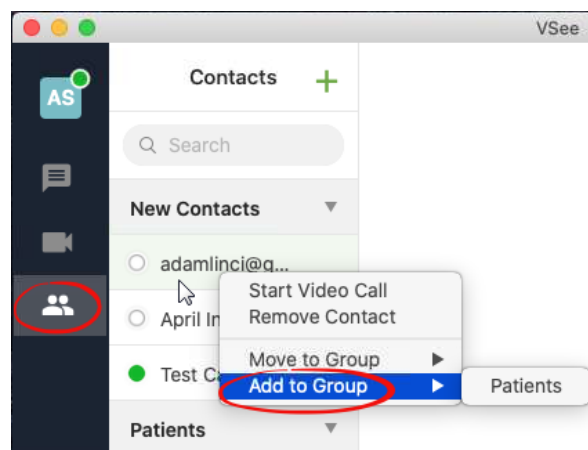 VSee
AS
Contacts +
Search
New Contacts
adamlinci@g...
Start Video Call
April In
Remove Contact
Test Ca
Move to Group
Add to Group
Patients
Patients